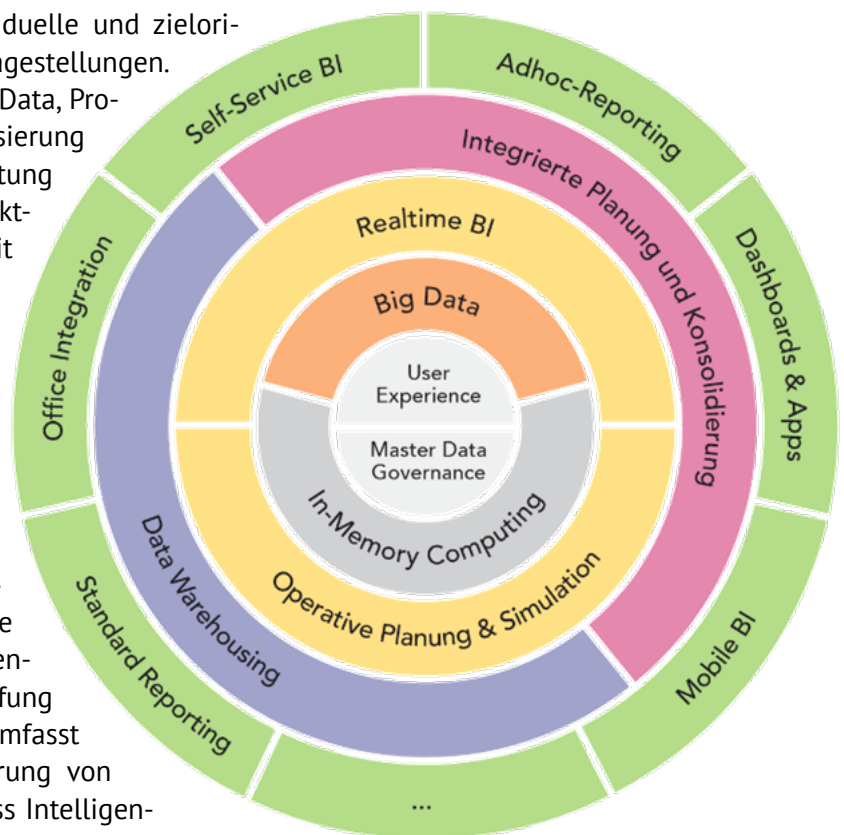 duelle und zielori-
agestellungen.
Data, Pro-
sierung
tung
kt-
it
e
en-
fung
mfasst
rung von
ss Intelligen-
Self-Service BI
Adhoc-Reporting
Dashboards & Apps
Mobile BI
...
Standard Reporting
Office Integration
Integrierte Planung und Konsolidierung
Data Warehousing
Realtime BI
Operative Planung & Simulation
Big Data
In-Memory Computing
User
Experience
Master Data
Governance